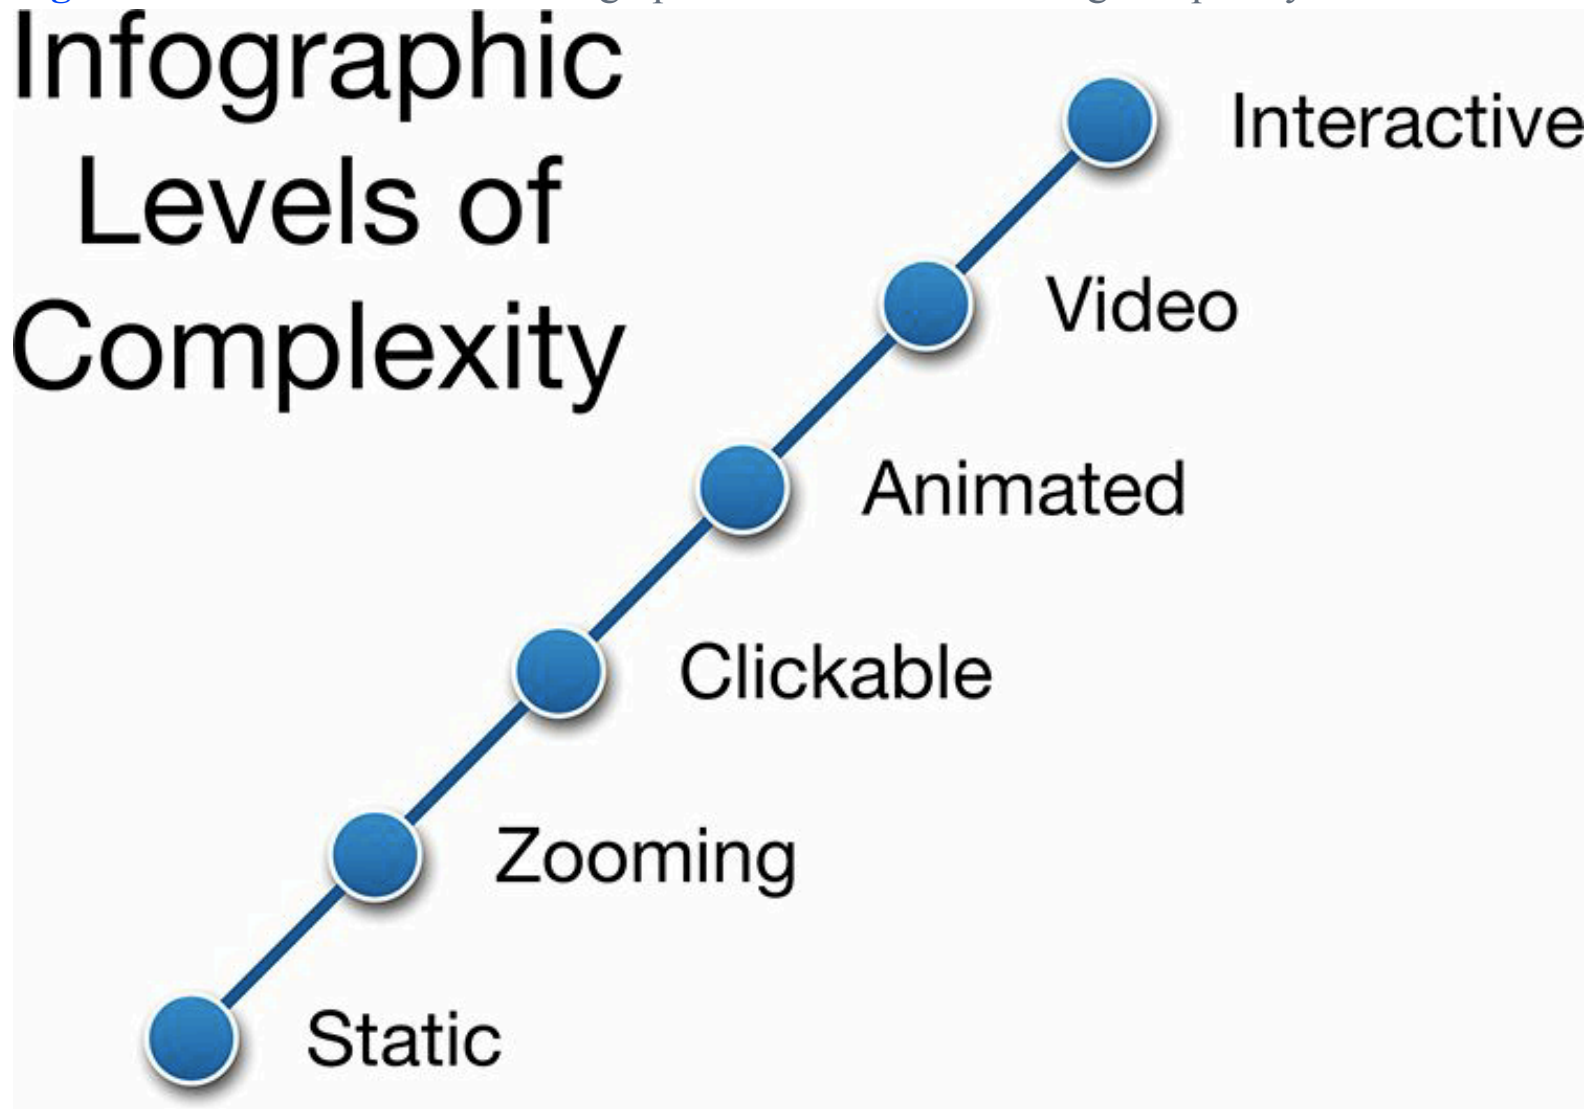 Infographic
Levels of
Complexity
Interactive
Video
Animated
Clickable
Zooming
Static